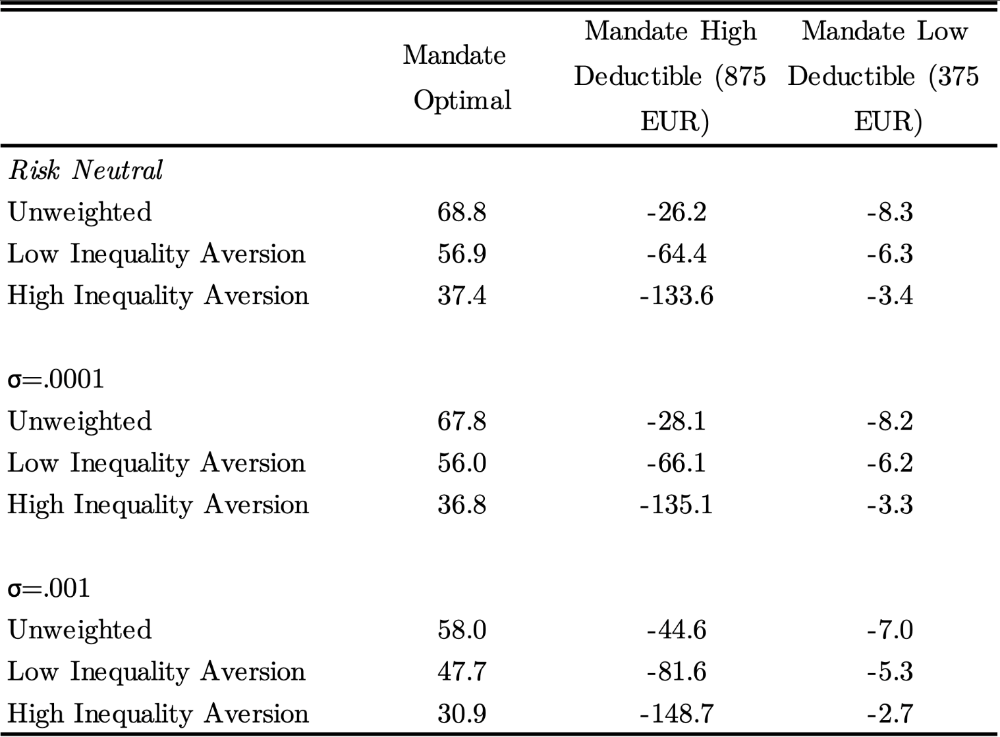 Mandate Optimal | Mandate High Deductible (875 EUR) | Mandate Low Deductible (375 EUR)
Risk Neutral
Unweighted 68.8 -26.2 -8.3
Low Inequality Aversion 56.9 -64.4 -6.3
High Inequality Aversion 37.4 -133.6 -3.4
σ=.0001
Unweighted 67.8 -28.1 -8.2
Low Inequality Aversion 56.0 -66.1 -6.2
High Inequality Aversion 36.8 -135.1 -3.3
σ=.001
Unweighted 58.0 -44.6 -7.0
Low Inequality Aversion 47.7 -81.6 -5.3
High Inequality Aversion 30.9 -148.7 -2.7